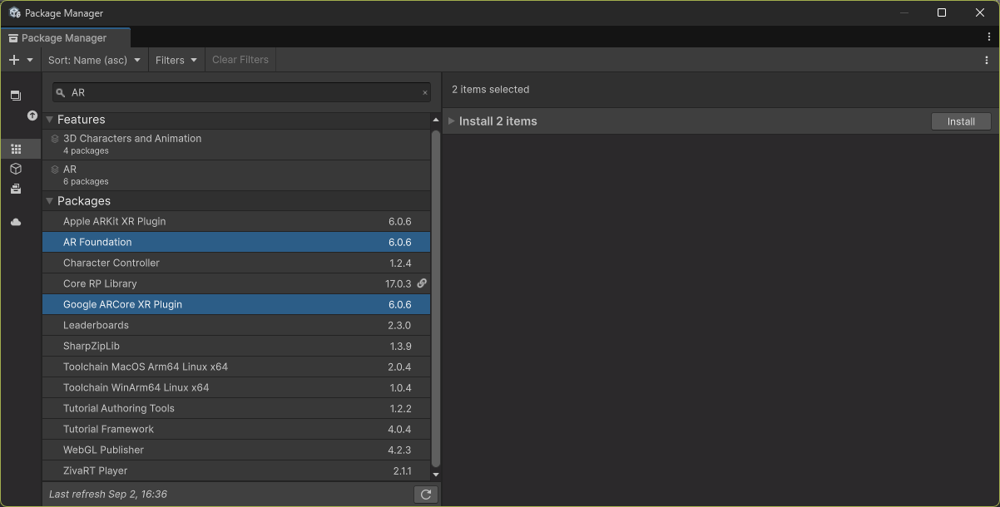 Package Manager
Package Manager
Sort: Name (asc)
Filters
Clear Filters
AR
×
2 items selected
Features
Install 2 items
Install
3D Characters and Animation
4 packages
AR
6 packages
Packages
Apple ARKit XR Plugin 6.0.6
AR Foundation 6.0.6
Character Controller 1.2.4
Core RP Library 17.0.3
Google ARCore XR Plugin 6.0.6
Leaderboards 2.3.0
SharpZipLib 1.3.9
Toolchain MacOS Arm64 Linux x64 2.0.4
Toolchain WinArm64 Linux x64 1.0.4
Tutorial Authoring Tools 1.2.2
Tutorial Framework 4.0.4
WebGL Publisher 4.2.3
ZivaRT Player 2.1.1
Last refresh Sep 2, 16:36